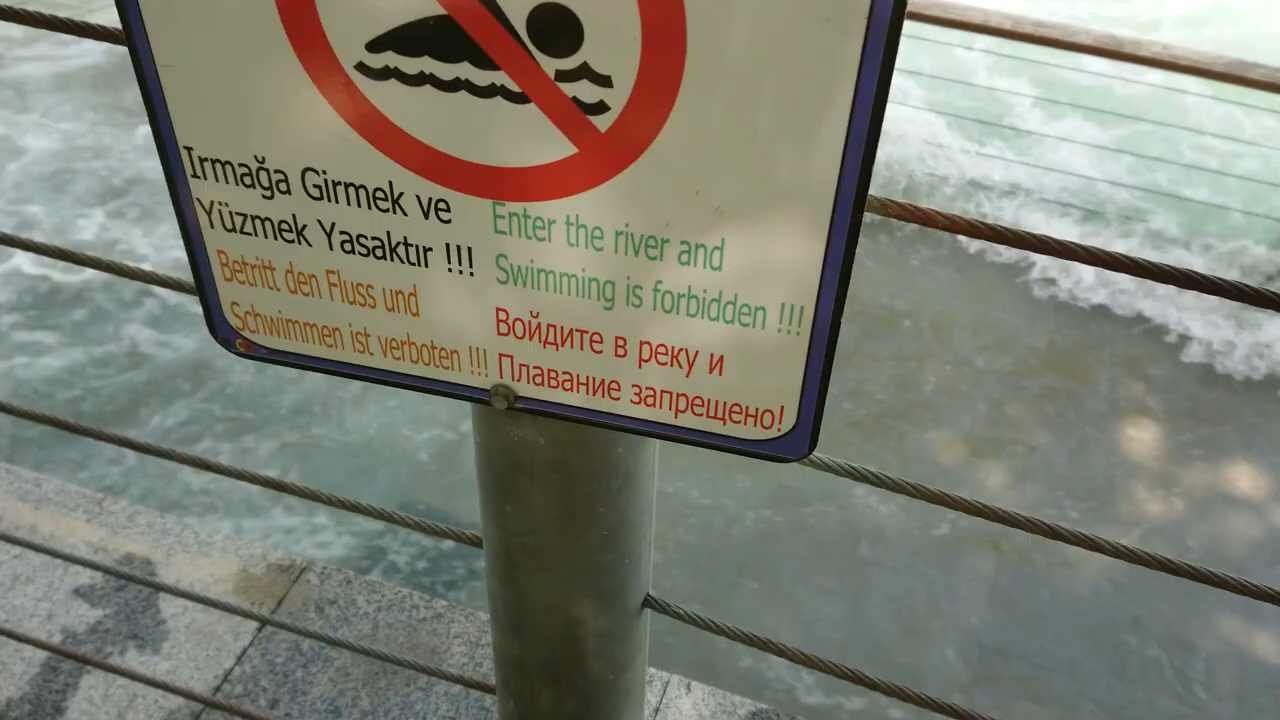 Irmağa Girmek ve
Yüzmek Yasaktır !!!
Betritt den Fluss und
Schwimmen ist verboten !!!
Enter the river and
Swimming is forbidden !!!
Войдите в реку и
Плавание запрещено!